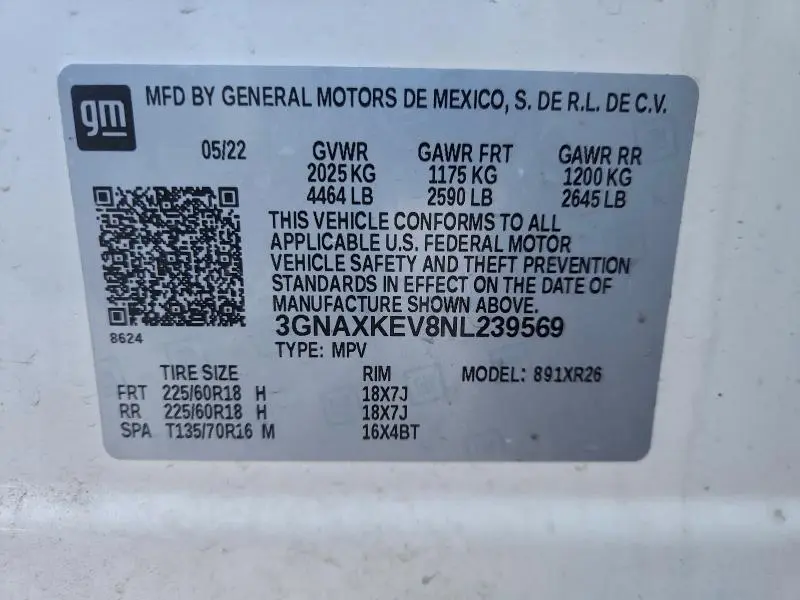 gm
MFD BY GENERAL MOTORS DE MEXICO, S. DE R.L. DE C.V.
05/22 GVWR GAWR FRT GAWR RR
2025 KG 1175 KG 1200 KG
4464 LB 2590 LB 2645 LB
THIS VEHICLE CONFORMS TO ALL
APPLICABLE U.S. FEDERAL MOTOR
VEHICLE SAFETY AND THEFT PREVENTION
STANDARDS IN EFFECT ON THE DATE OF
MANUFACTURE SHOWN ABOVE.
3GNAXKEV8NL239569
8624
TYPE: MPV
TIRE SIZE RIM MODEL: 891XR26
FRT 225/60R18 H 18X7J
RR 225/60R18 H 18X7J
SPA T135/70R16 M 16X4BT